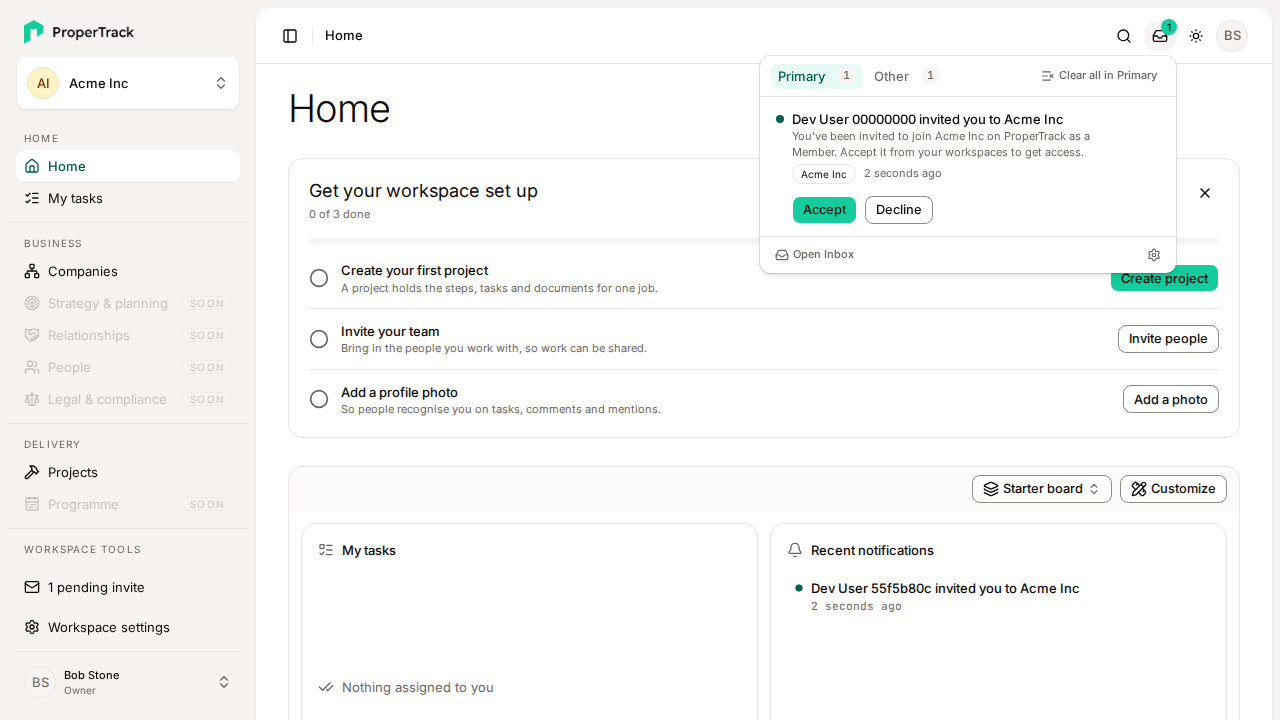 ProperTrack
AI
Acme Inc
HOME
Home
My tasks
BUSINESS
Companies
Strategy & planning SOON
Relationships SOON
People SOON
Legal & compliance SOON
DELIVERY
Projects
Programme SOON
WORKSPACE TOOLS
1 pending invite
Workspace settings
BS
Bob Stone
Owner
Home
1
BS
Home
Primary 1
Other 1
Clear all in Primary
Dev User 00000000 invited you to Acme Inc
You've been invited to join Acme Inc on ProperTrack as a
Member. Accept it from your workspaces to get access.
Acme Inc 2 seconds ago
Accept
Decline
Open Inbox
Get your workspace set up
0 of 3 done
Create your first project
A project holds the steps, tasks and documents for one job.
Create project
Invite your team
Bring in the people you work with, so work can be shared.
Invite people
Add a profile photo
So people recognise you on tasks, comments and mentions.
Add a photo
Starter board
Customize
My tasks
Nothing assigned to you
Recent notifications
Dev User 55f5b80c invited you to Acme Inc
2 seconds ago